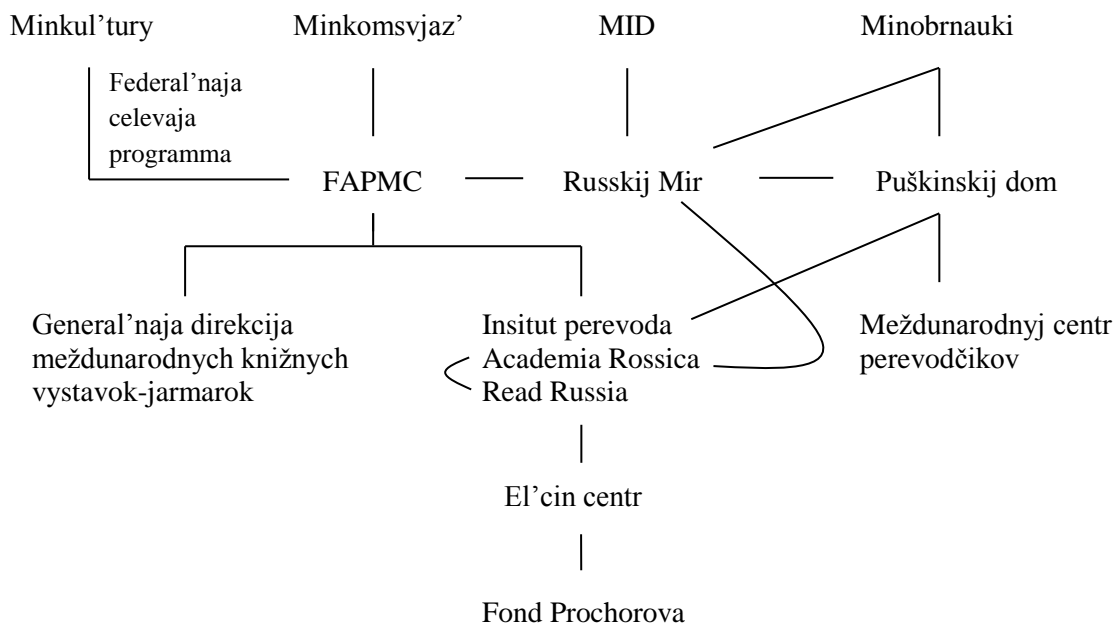 Minkul’tury Minkomsvjaz’ MID Minobrnauki
Federal’naja
celevaja
programma
FAPMC Russkij Mir Puškinskij dom
General’naja direkcija
meždunarodnych knižnych
vystavok-jarmarok
Insitut perevoda
Academia Rossica
Read Russia
Meždunarodnyj centr
perevodčikov
El’cin centr
Fond Prochorova